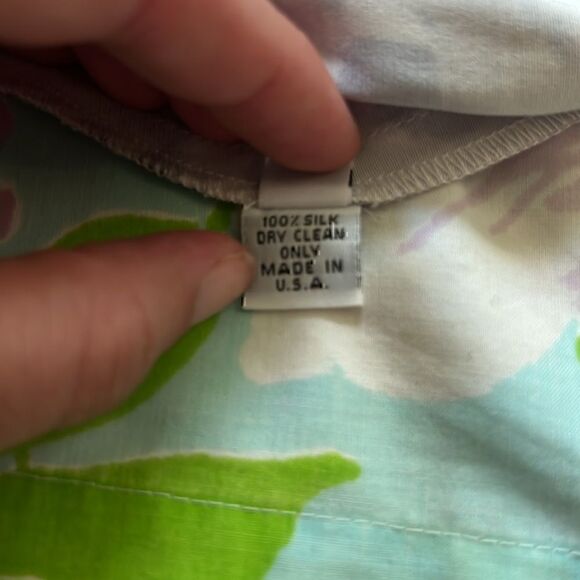 100% SILK
DRY CLEAN
ONLY
MADE IN
U.S.A.